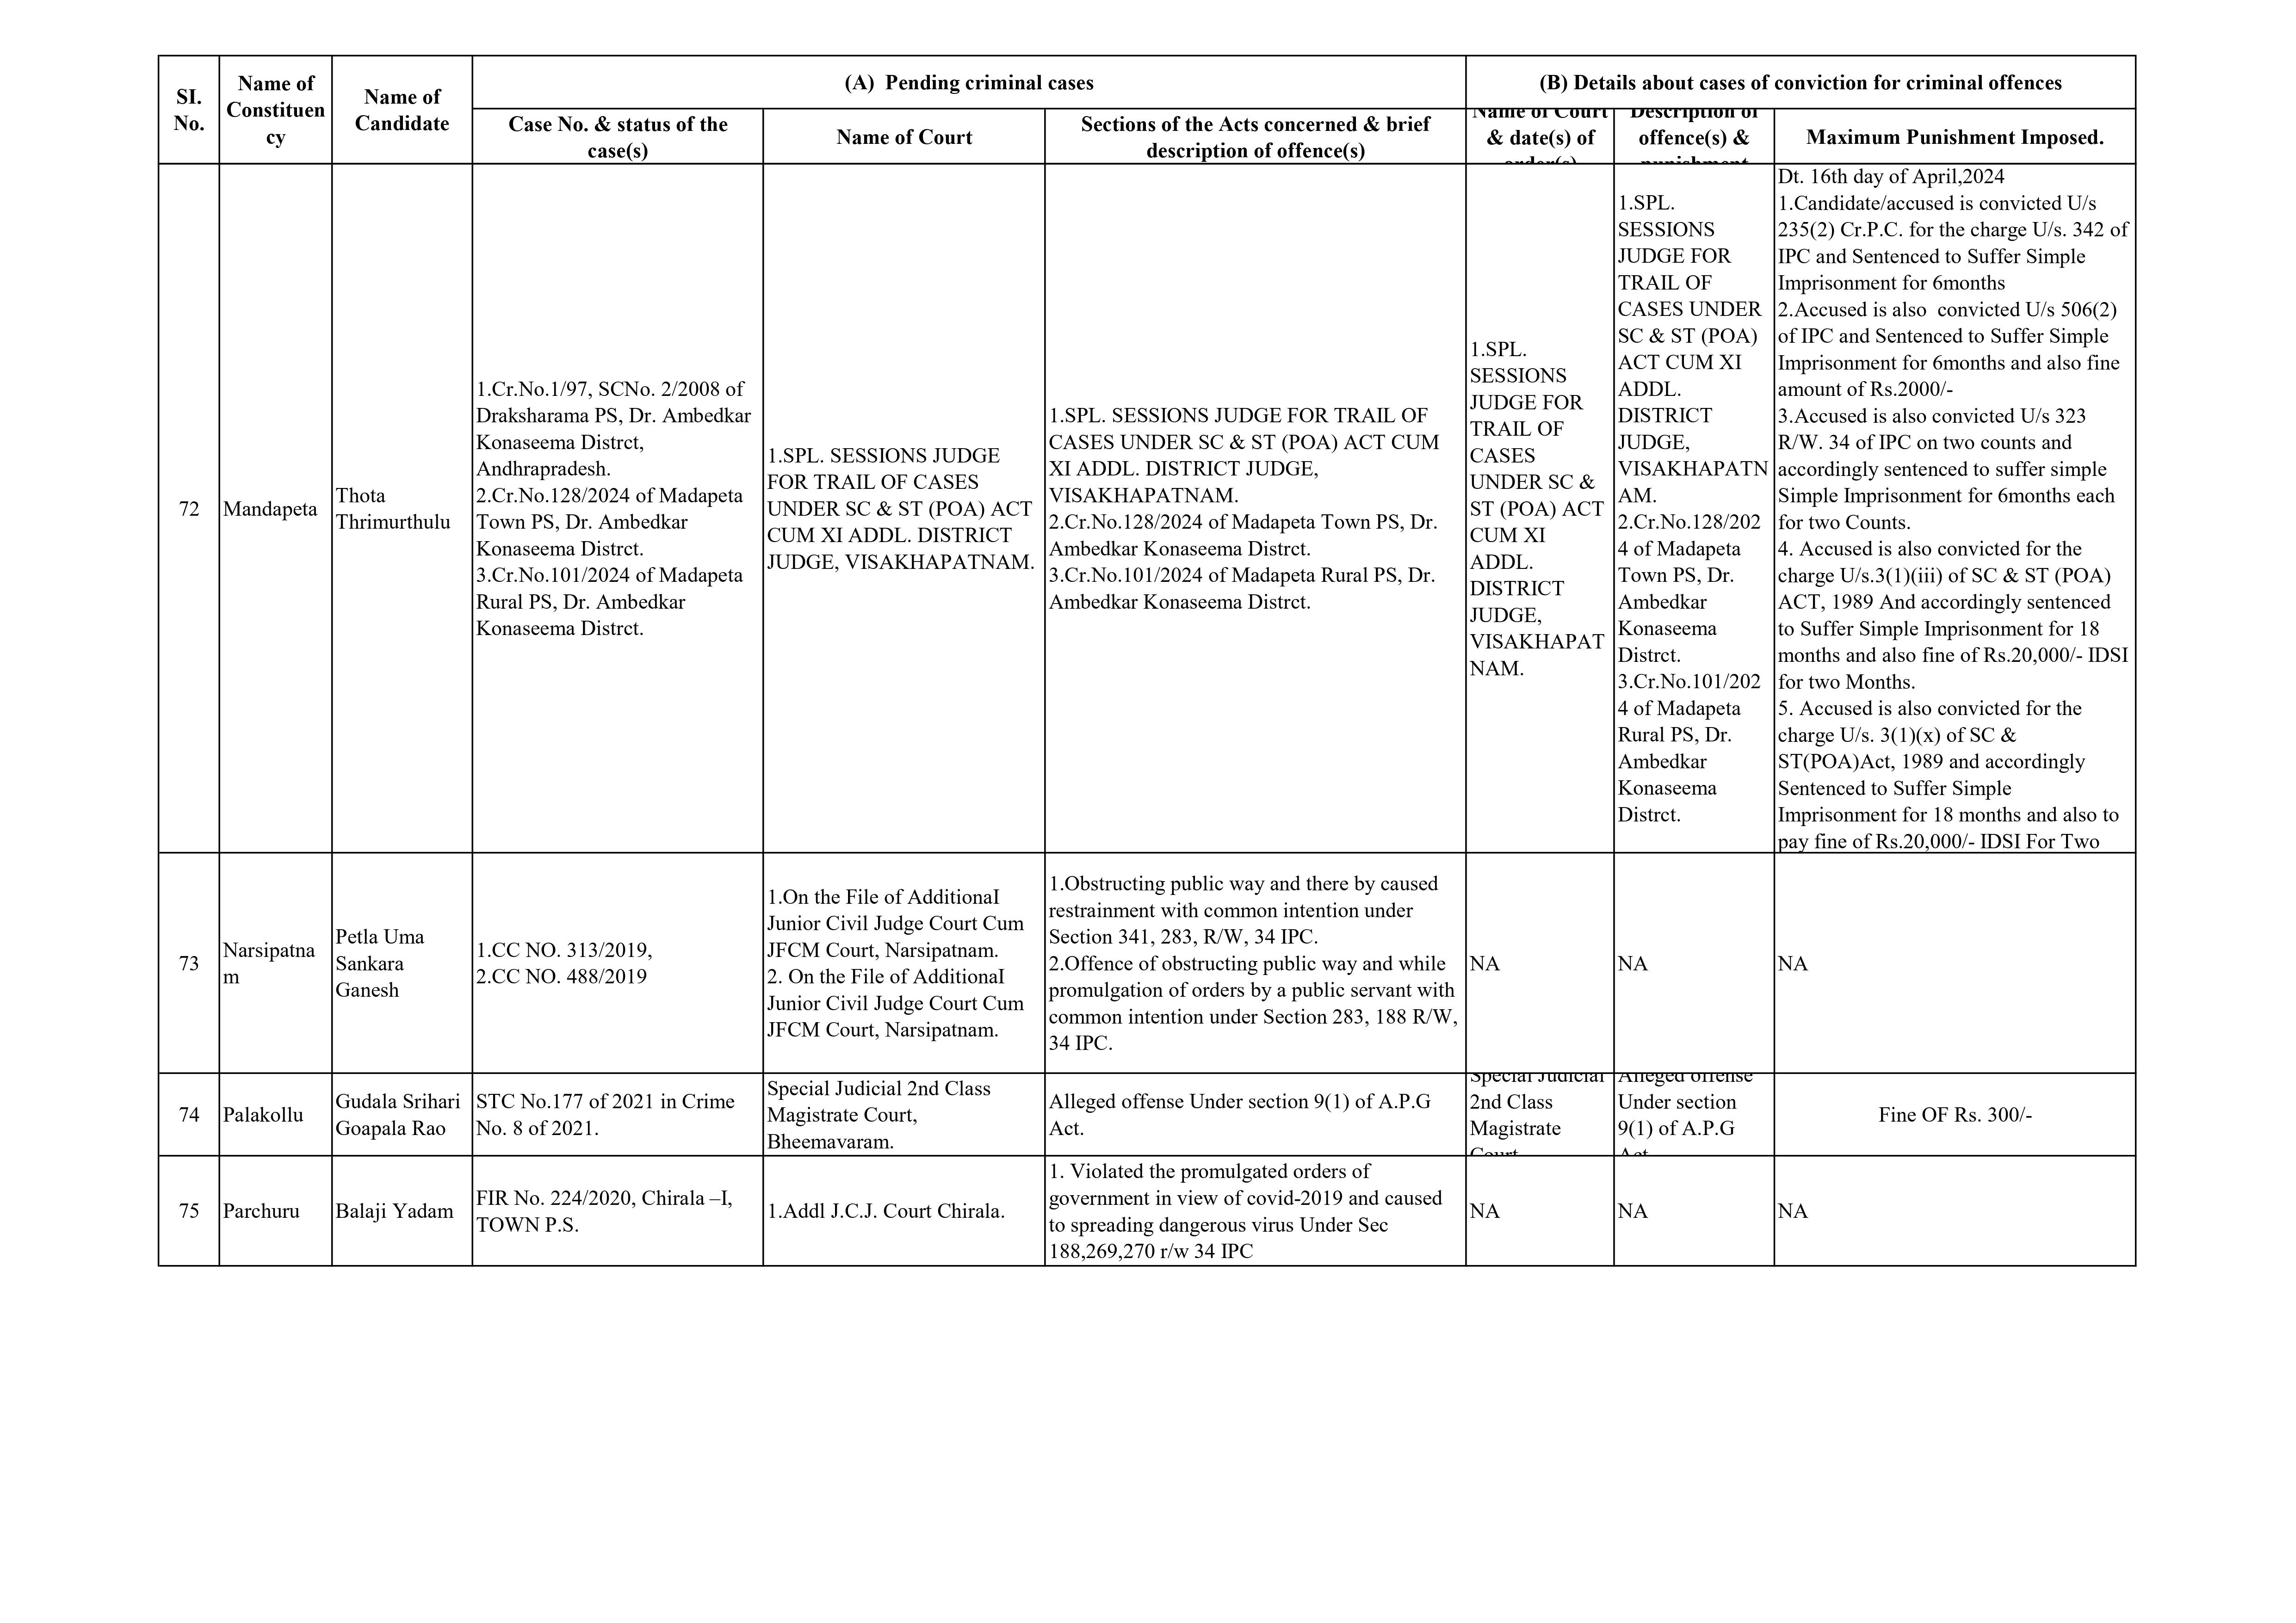 SI.
No.
Name of
Constituen
cy
Name of
Candidate
(A)  Pending criminal cases
(B) Details about cases of conviction for criminal offences
Case No. & status of the
case(s)
Name of Court
Sections of the Acts concerned & brief
description of offence(s)
Name of Court
& date(s) of
order(s)
Description of
offence(s) &
punishment
Maximum Punishment Imposed.
72
Mandapeta
Thota
Thrimurthulu
1.Cr.No.1/97, SCNo. 2/2008 of
Draksharama PS, Dr. Ambedkar
Konaseema Distrct,
Andhrapradesh.
2.Cr.No.128/2024 of Madapeta
Town PS, Dr. Ambedkar
Konaseema Distrct.
3.Cr.No.101/2024 of Madapeta
Rural PS, Dr. Ambedkar
Konaseema Distrct.
1.SPL. SESSIONS JUDGE
FOR TRAIL OF CASES
UNDER SC & ST (POA) ACT
CUM XI ADDL. DISTRICT
JUDGE, VISAKHAPATNAM.
1.SPL. SESSIONS JUDGE FOR TRAIL OF
CASES UNDER SC & ST (POA) ACT CUM
XI ADDL. DISTRICT JUDGE,
VISAKHAPATNAM.
2.Cr.No.128/2024 of Madapeta Town PS, Dr.
Ambedkar Konaseema Distrct.
3.Cr.No.101/2024 of Madapeta Rural PS, Dr.
Ambedkar Konaseema Distrct.
1.SPL.
SESSIONS
JUDGE FOR
TRAIL OF
CASES
UNDER SC &
ST (POA) ACT
CUM XI
ADDL.
DISTRICT
JUDGE,
VISAKHAPAT
NAM.
1.SPL.
SESSIONS
JUDGE FOR
TRAIL OF
CASES UNDER
SC & ST (POA)
ACT CUM XI
ADDL.
DISTRICT
JUDGE,
VISAKHAPATN
AM.
2.Cr.No.128/202
4 of Madapeta
Town PS, Dr.
Ambedkar
Konaseema
Distrct.
3.Cr.No.101/202
4 of Madapeta
Rural PS, Dr.
Ambedkar
Konaseema
Distrct.
Dt. 16th day of April,2024
1.Candidate/accused is convicted U/s
235(2) Cr.P.C. for the charge U/s. 342 of
IPC and Sentenced to Suffer Simple
Imprisonment for 6months
2.Accused is also  convicted U/s 506(2)
of IPC and Sentenced to Suffer Simple
Imprisonment for 6months and also fine
amount of Rs.2000/-
3.Accused is also convicted U/s 323
R/W. 34 of IPC on two counts and
accordingly sentenced to suffer simple
Simple Imprisonment for 6months each
for two Counts.
4. Accused is also convicted for the
charge U/s.3(1)(iii) of SC & ST (POA)
ACT, 1989 And accordingly sentenced
to Suffer Simple Imprisonment for 18
months and also fine of Rs.20,000/- IDSI
for two Months.
5. Accused is also convicted for the
charge U/s. 3(1)(x) of SC &
ST(POA)Act, 1989 and accordingly
Sentenced to Suffer Simple
Imprisonment for 18 months and also to
pay fine of Rs.20,000/- IDSI For Two
73
Narsipatna
m
Petla Uma
Sankara
Ganesh
1.CC NO. 313/2019,
2.CC NO. 488/2019
1.On the File of AdditionaI
Junior Civil Judge Court Cum
JFCM Court, Narsipatnam.
2. On the File of AdditionaI
Junior Civil Judge Court Cum
JFCM Court, Narsipatnam.
1.Obstructing public way and there by caused
restrainment with common intention under
Section 341, 283, R/W, 34 IPC.
2.Offence of obstructing public way and while
promulgation of orders by a public servant with
common intention under Section 283, 188 R/W,
34 IPC.
NA
NA
NA
74
Palakollu
Gudala Srihari
Goapala Rao
STC No.177 of 2021 in Crime
No. 8 of 2021.
Special Judicial 2nd Class
Magistrate Court,
Bheemavaram.
Alleged offense Under section 9(1) of A.P.G
Act.
Special Judicial
2nd Class
Magistrate
Court
Alleged offense
Under section
9(1) of A.P.G
Act
Fine OF Rs. 300/-
75
Parchuru
Balaji Yadam
FIR No. 224/2020, Chirala –I,
TOWN P.S.
1.Addl J.C.J. Court Chirala.
1. Violated the promulgated orders of
government in view of covid-2019 and caused
to spreading dangerous virus Under Sec
188,269,270 r/w 34 IPC
NA
NA
NA